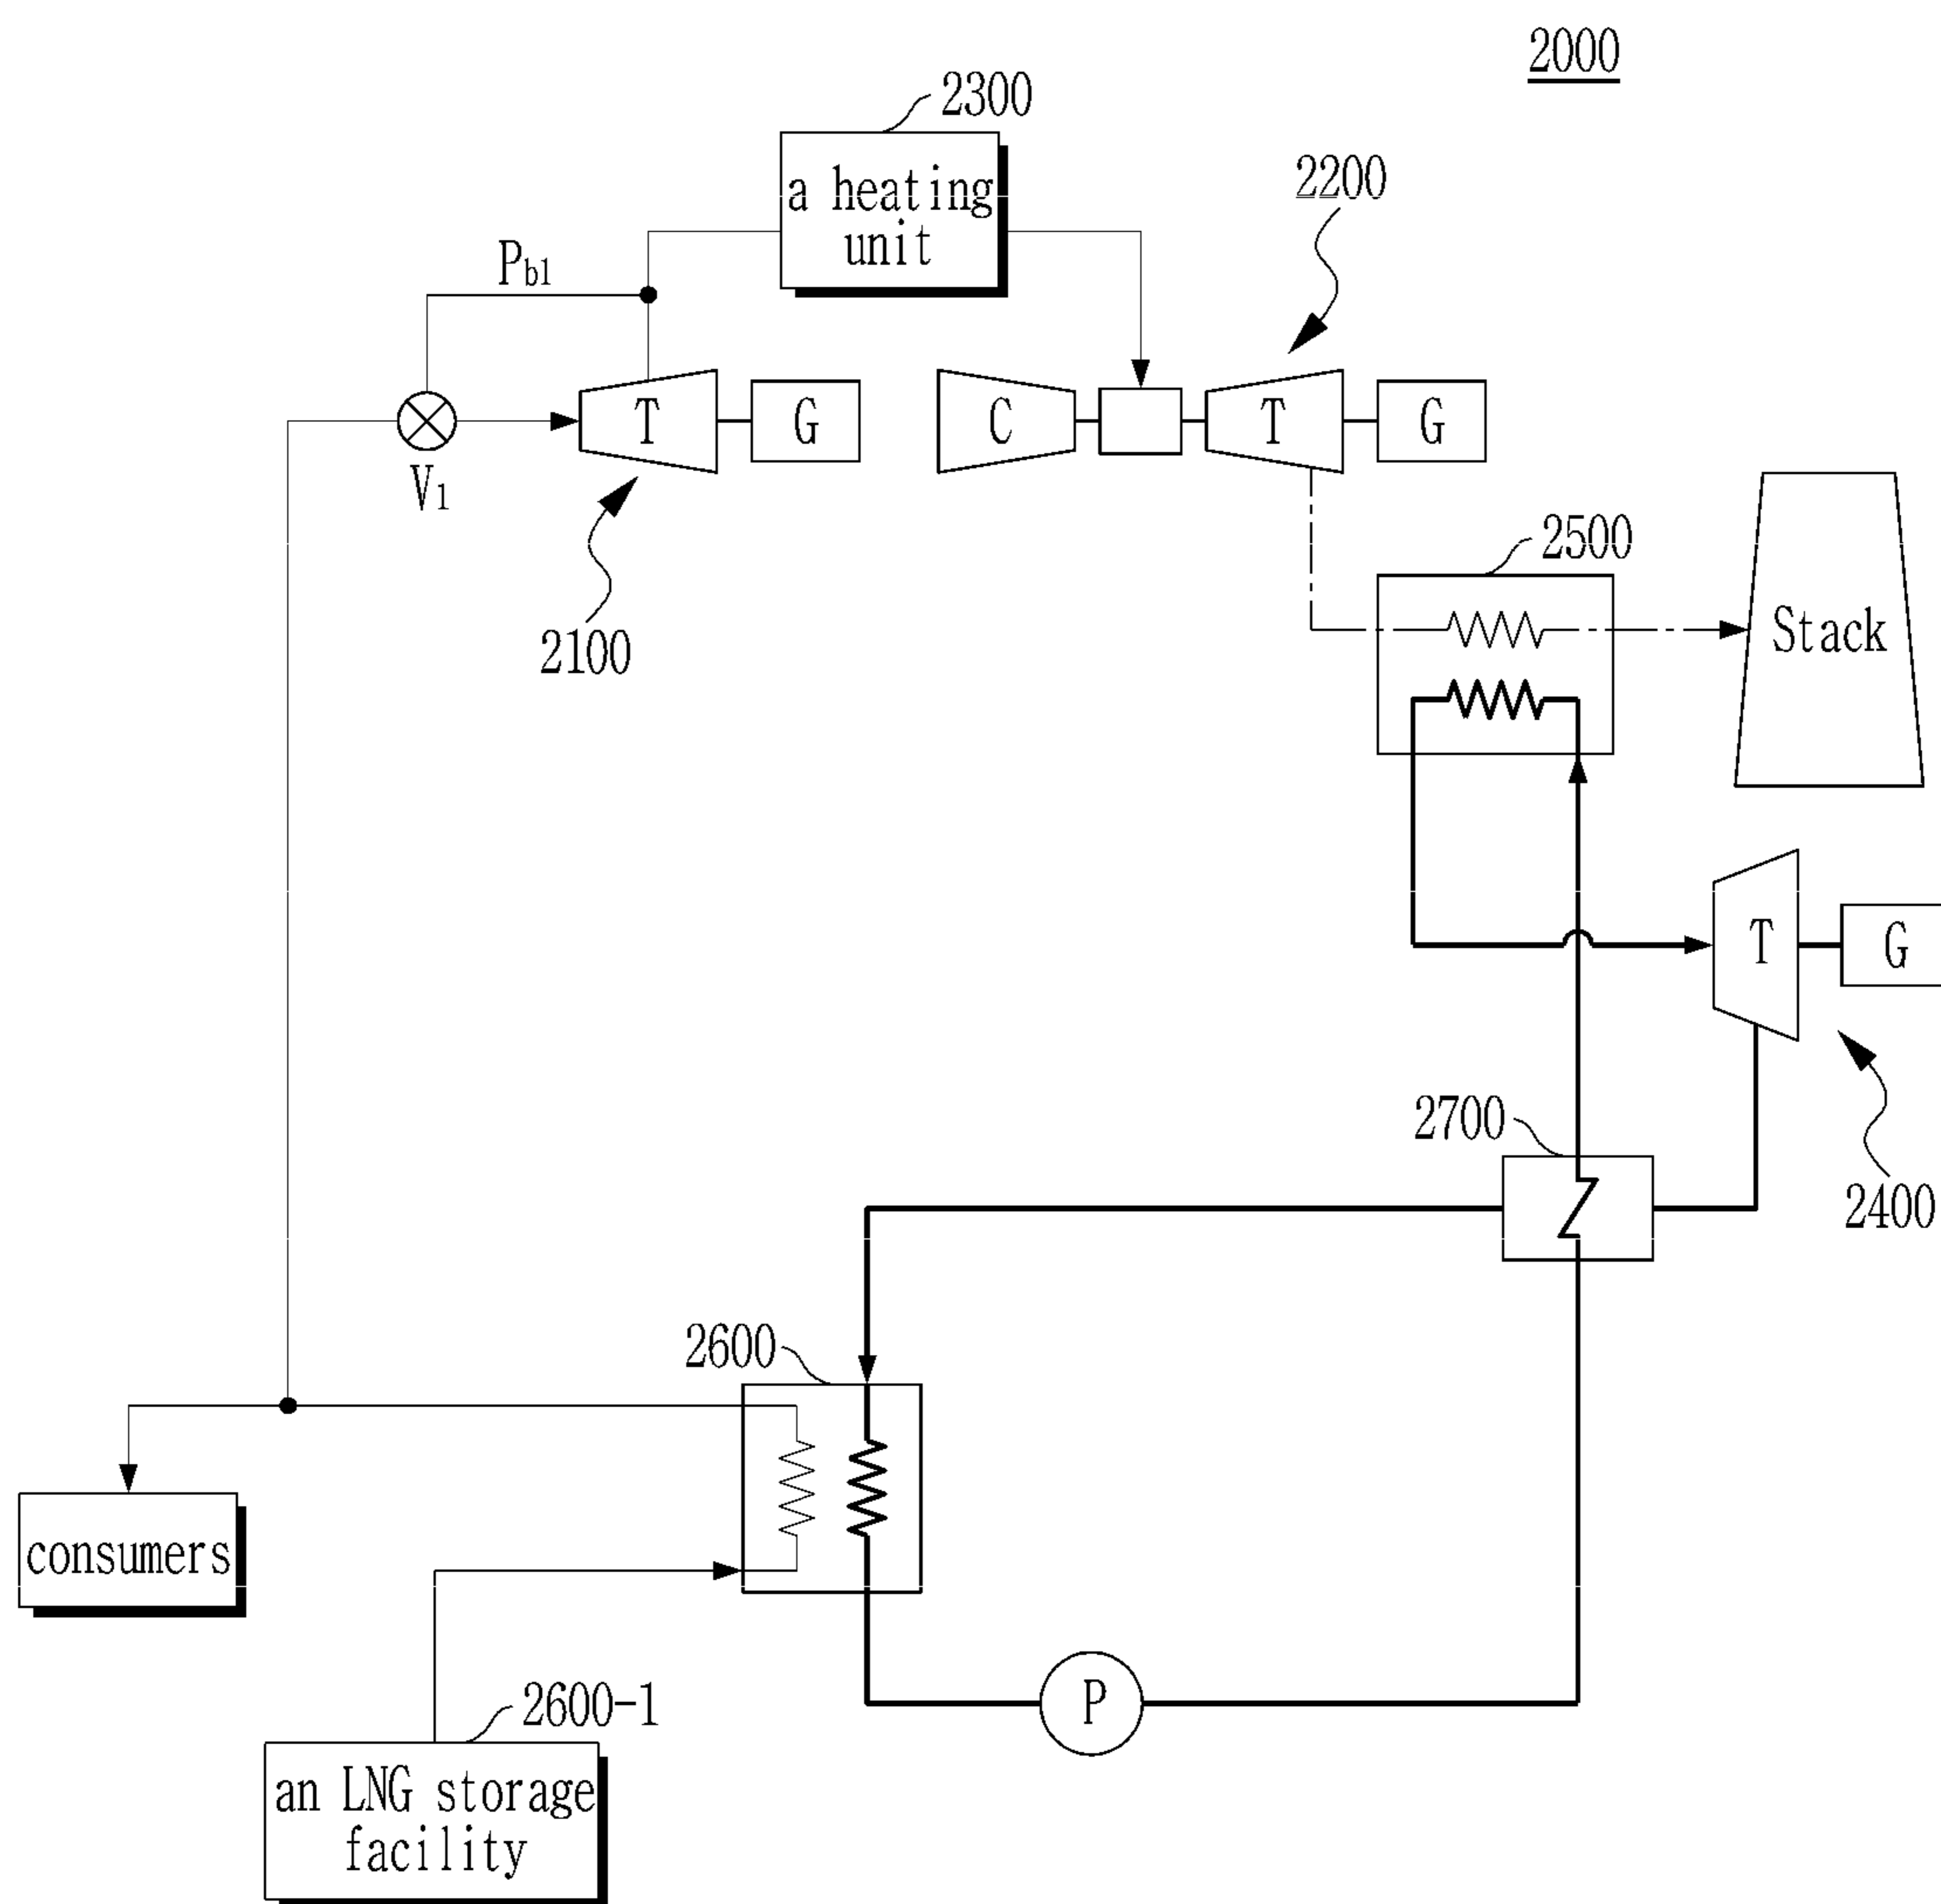 2000
2300
a heating
unit
2200
Pb1
T
G
C
T
G
V1
2500
2100
Stack
T
G
2700
2400
2600
consumers
2600-1
P
an LNG storage
facility